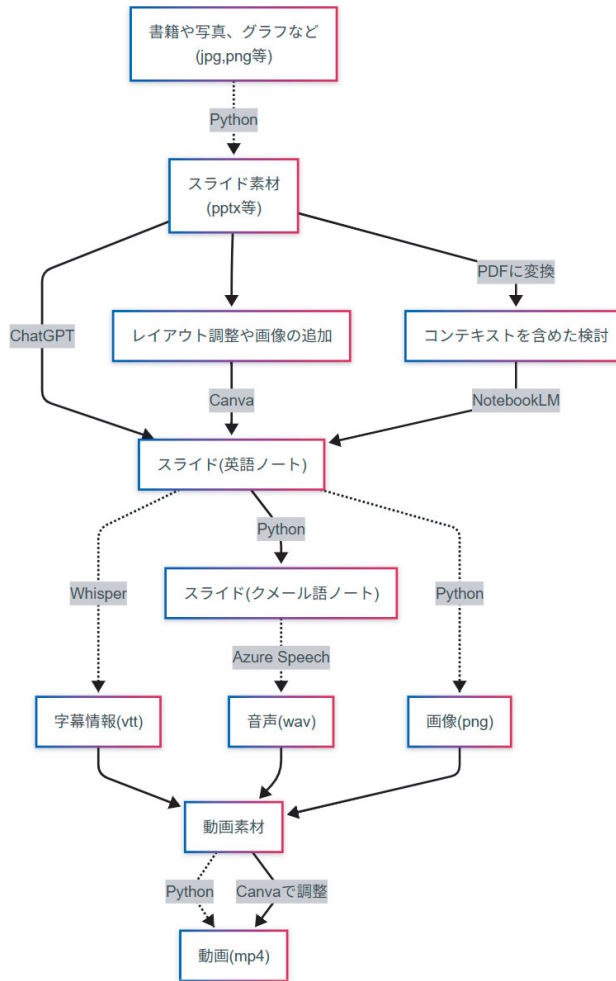 書籍や写真、グラフなど
(jpg,png等)
Python
スライド素材
(pptx等)
PDFに変換
ChatGPT
レイアウト調整や画像の追加
コンテキストを含めた検討
Canva
NotebookLM
スライド(英語ノート)
Python
Whisper
スライド(クメール語ノート)
Python
Azure Speech
字幕情報(vtt)
音声(wav)
画像(png)
動画素材
Python
Canvaで調整
動画(mp4)